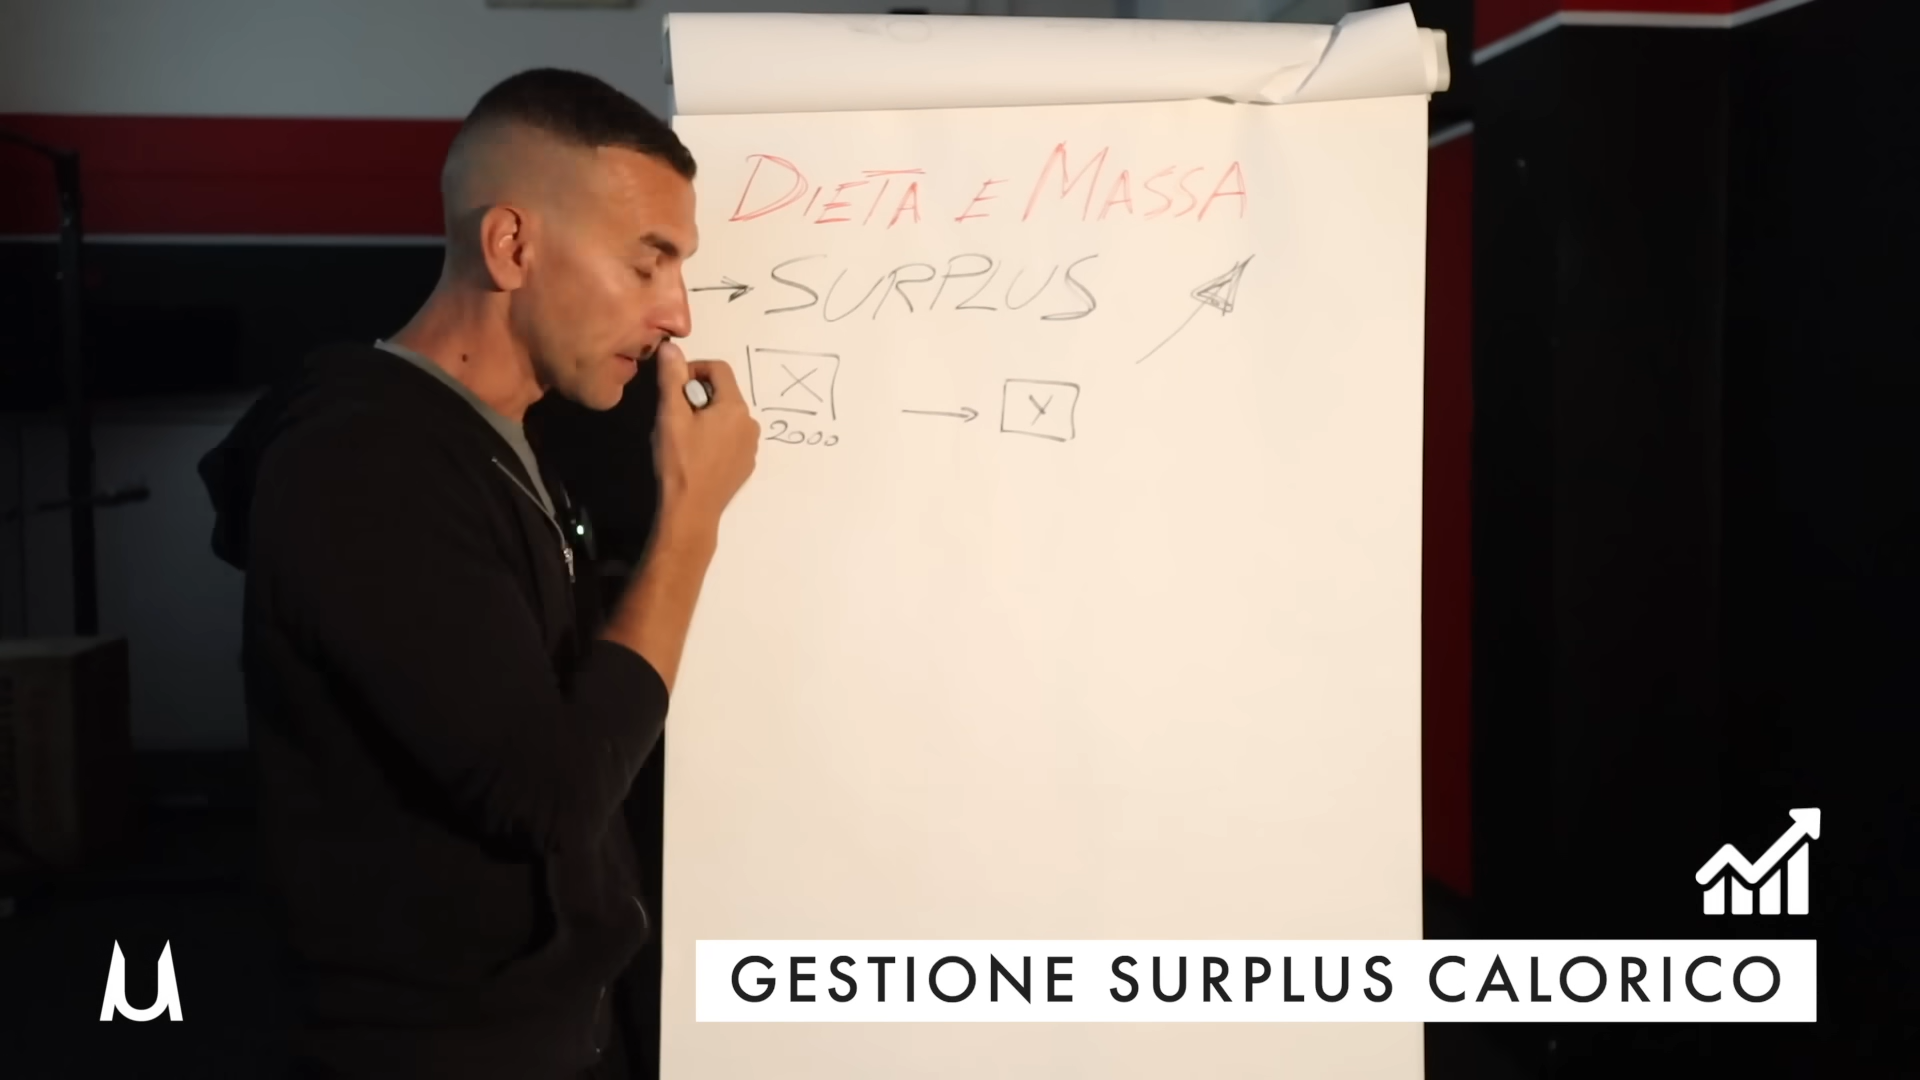 DIETA E MASSA
→ SURPLUS
X → Y
2000
GESTIONE SURPLUS CALORICO